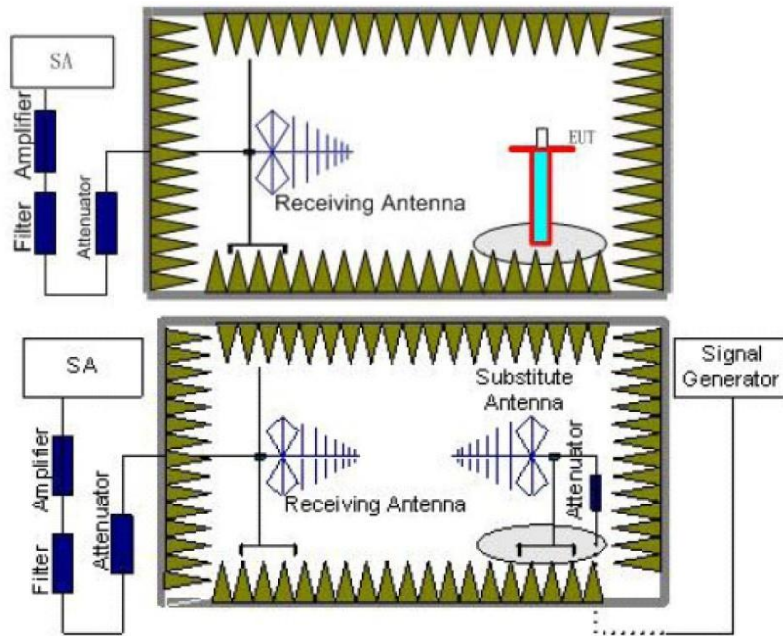 SA
Amplifier
Filter
Attenuator
Receiving Antenna
EUT
SA
Amplifier
Filter
Attenuator
Receiving Antenna
Substitute
Antenna
Attenuator
Signal
Generator